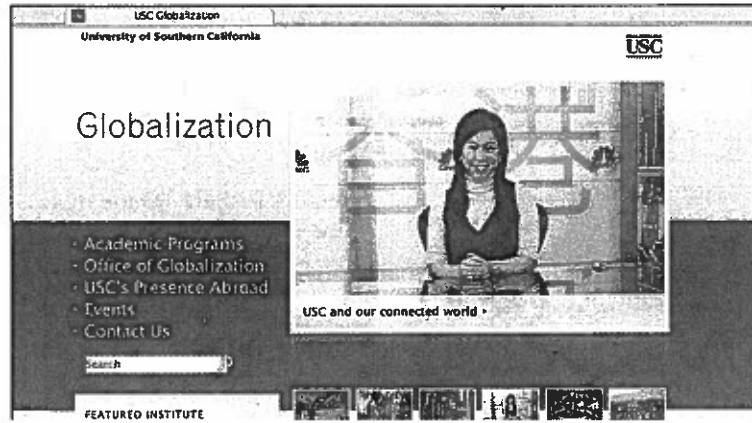 USC Globalization
University of Southern California
USC
Globalization
- Academic Programs
- Office of Globalization
- USC's Presence Abroad
- Events
- Contact Us
USC and our connected world
Search
FEATURED INSTITUTE